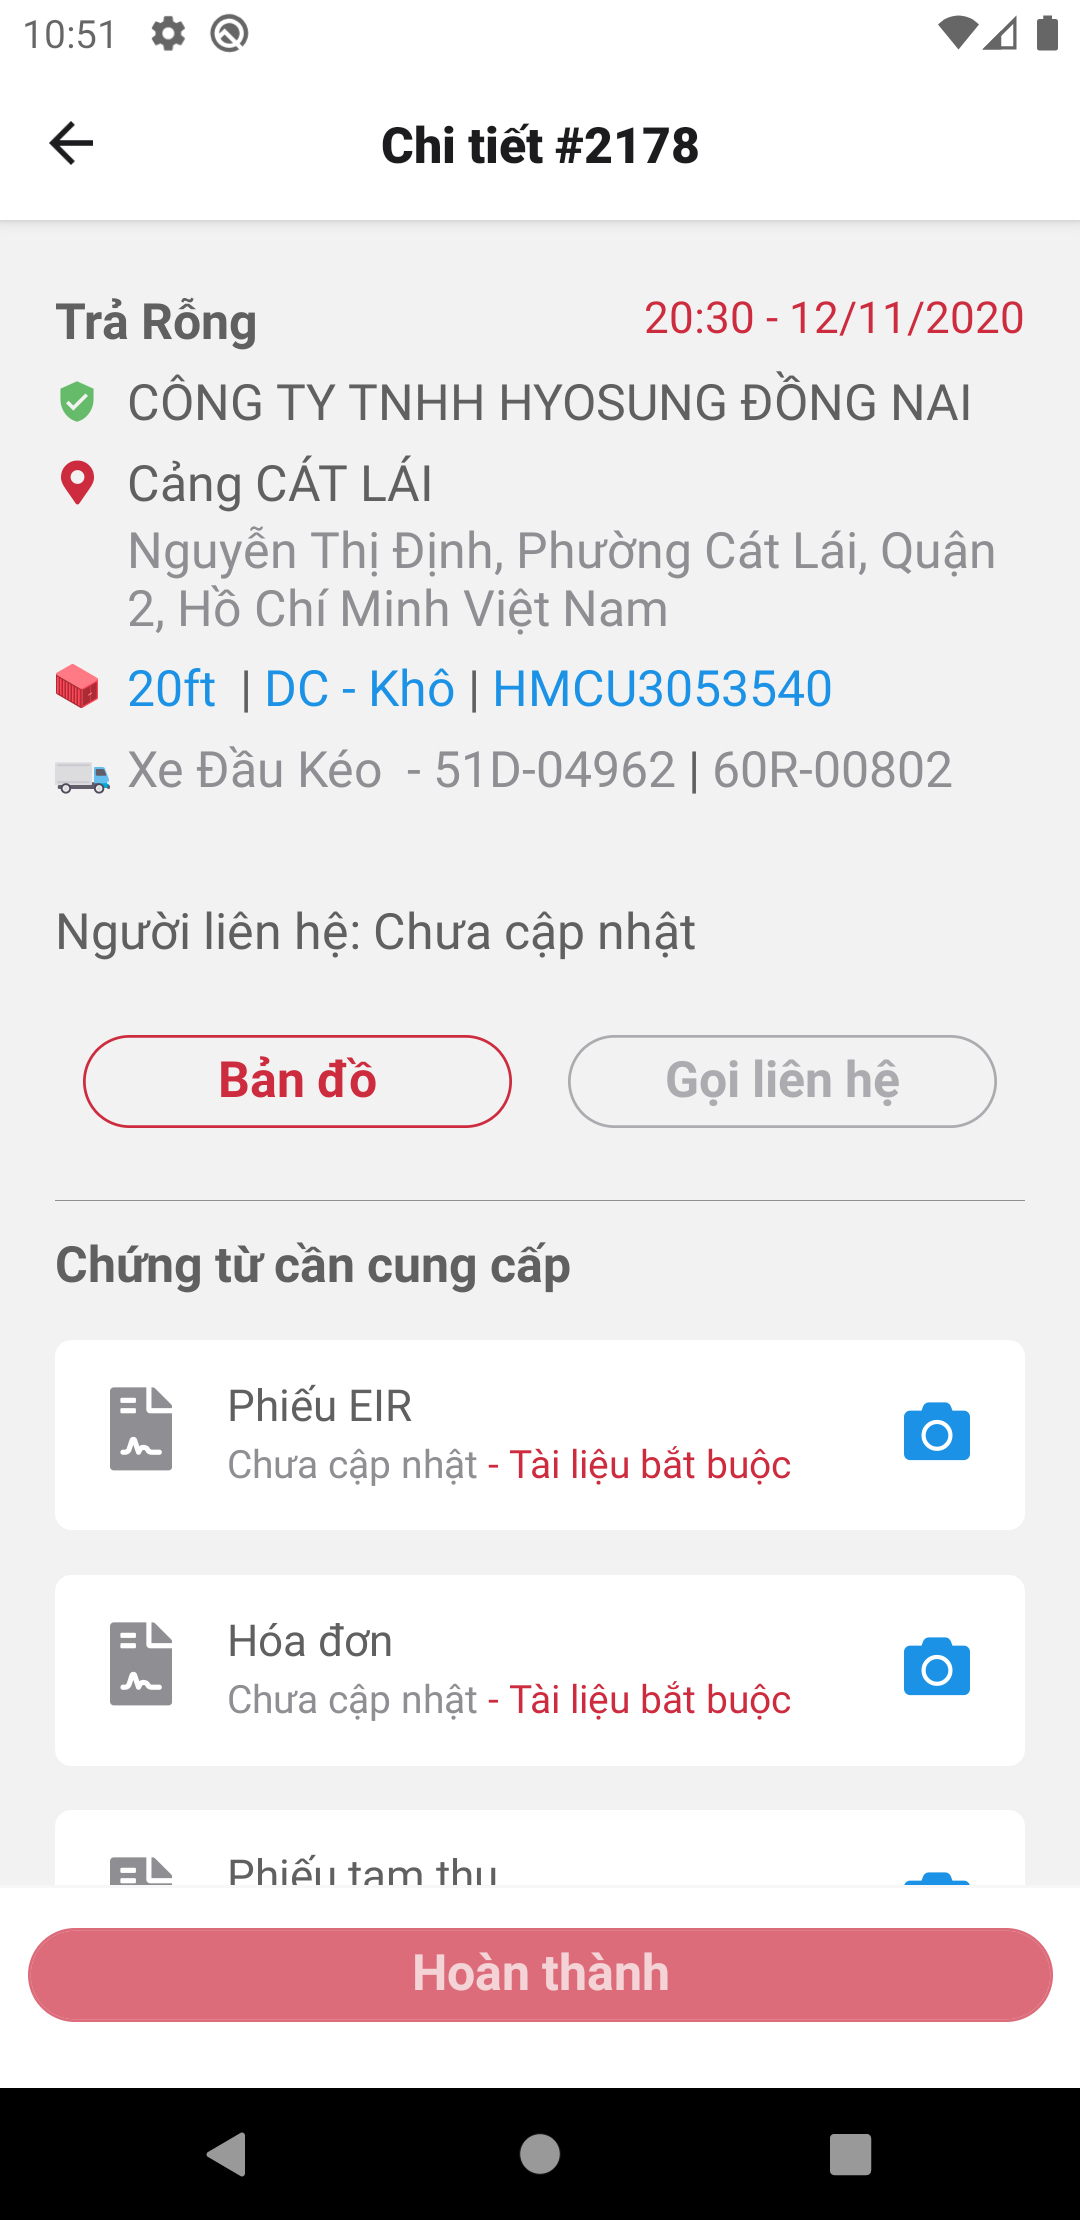 10:51
Chi tiết #2178
Trả Rỗng
20:30 - 12/11/2020
CÔNG TY TNHH HYOSUNG ĐỒNG NAI
Cảng CÁT LÁI
Nguyễn Thị Định, Phường Cát Lái, Quận
2, Hồ Chí Minh Việt Nam
20ft | DC - Khô | HMCU3053540
Xe Đầu Kéo - 51D-04962 | 60R-00802
Người liên hệ: Chưa cập nhật
Bản đồ
Gọi liên hệ
Chứng từ cần cung cấp
Phiếu EIR
Chưa cập nhật - Tài liệu bắt buộc
Hóa đơn
Chưa cập nhật - Tài liệu bắt buộc
Phiếu tạm thu
Hoàn thành